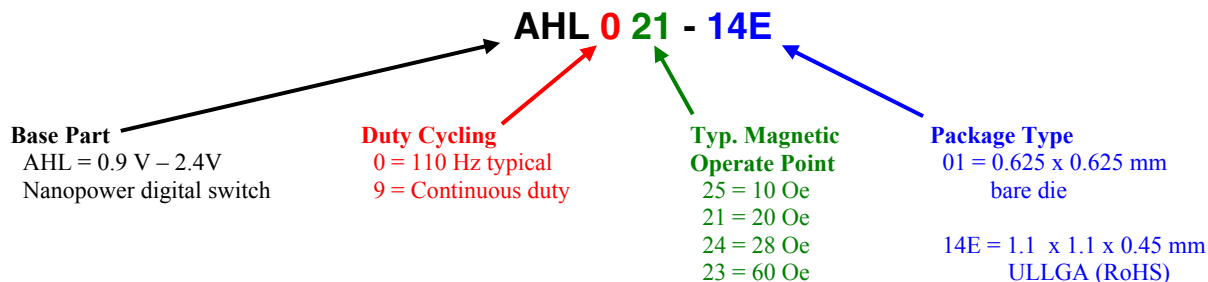 AHL 0 21 - 14E
Base Part
AHL = 0.9 V – 2.4V
Nanopower digital switch
Duty Cycling
0 = 110 Hz typical
9 = Continuous duty
Typ. Magnetic
Operate Point
25 = 10 Oe
21 = 20 Oe
24 = 28 Oe
23 = 60 Oe
Package Type
01 = 0.625 x 0.625 mm
bare die
14E = 1.1 x 1.1 x 0.45 mm
ULLGA (RoHS)